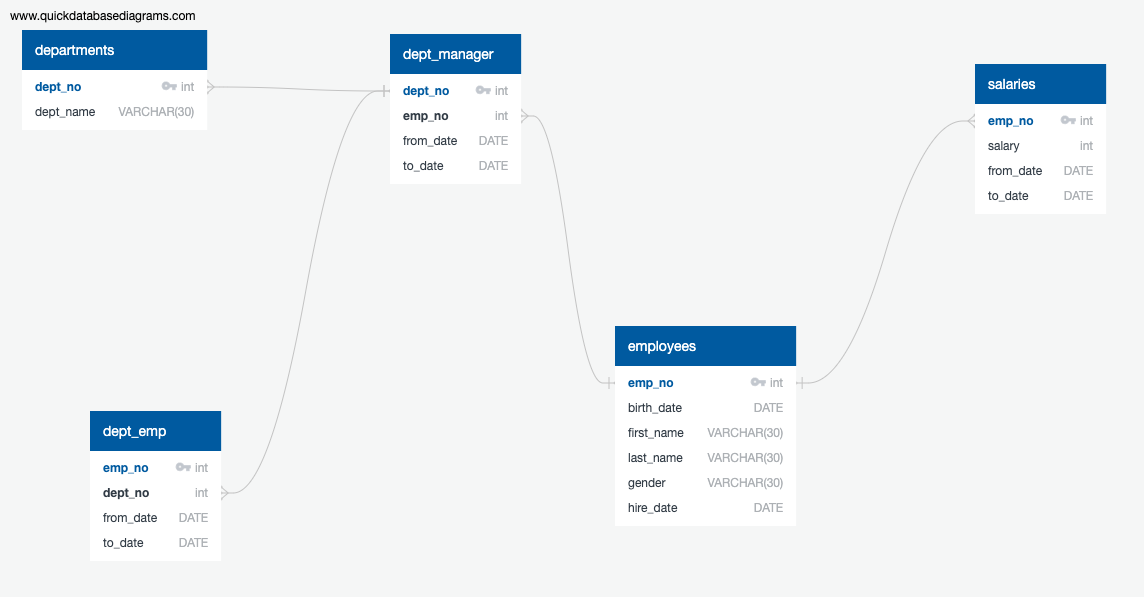 www.quickdatabasediagrams.com
departments
dept_no int
dept_name VARCHAR(30)
dept_manager
dept_no int
emp_no int
from_date DATE
to_date DATE
salaries
emp_no int
salary int
from_date DATE
to_date DATE
employees
emp_no int
birth_date DATE
first_name VARCHAR(30)
last_name VARCHAR(30)
gender VARCHAR(30)
hire_date DATE
dept_emp
emp_no int
dept_no int
from_date DATE
to_date DATE